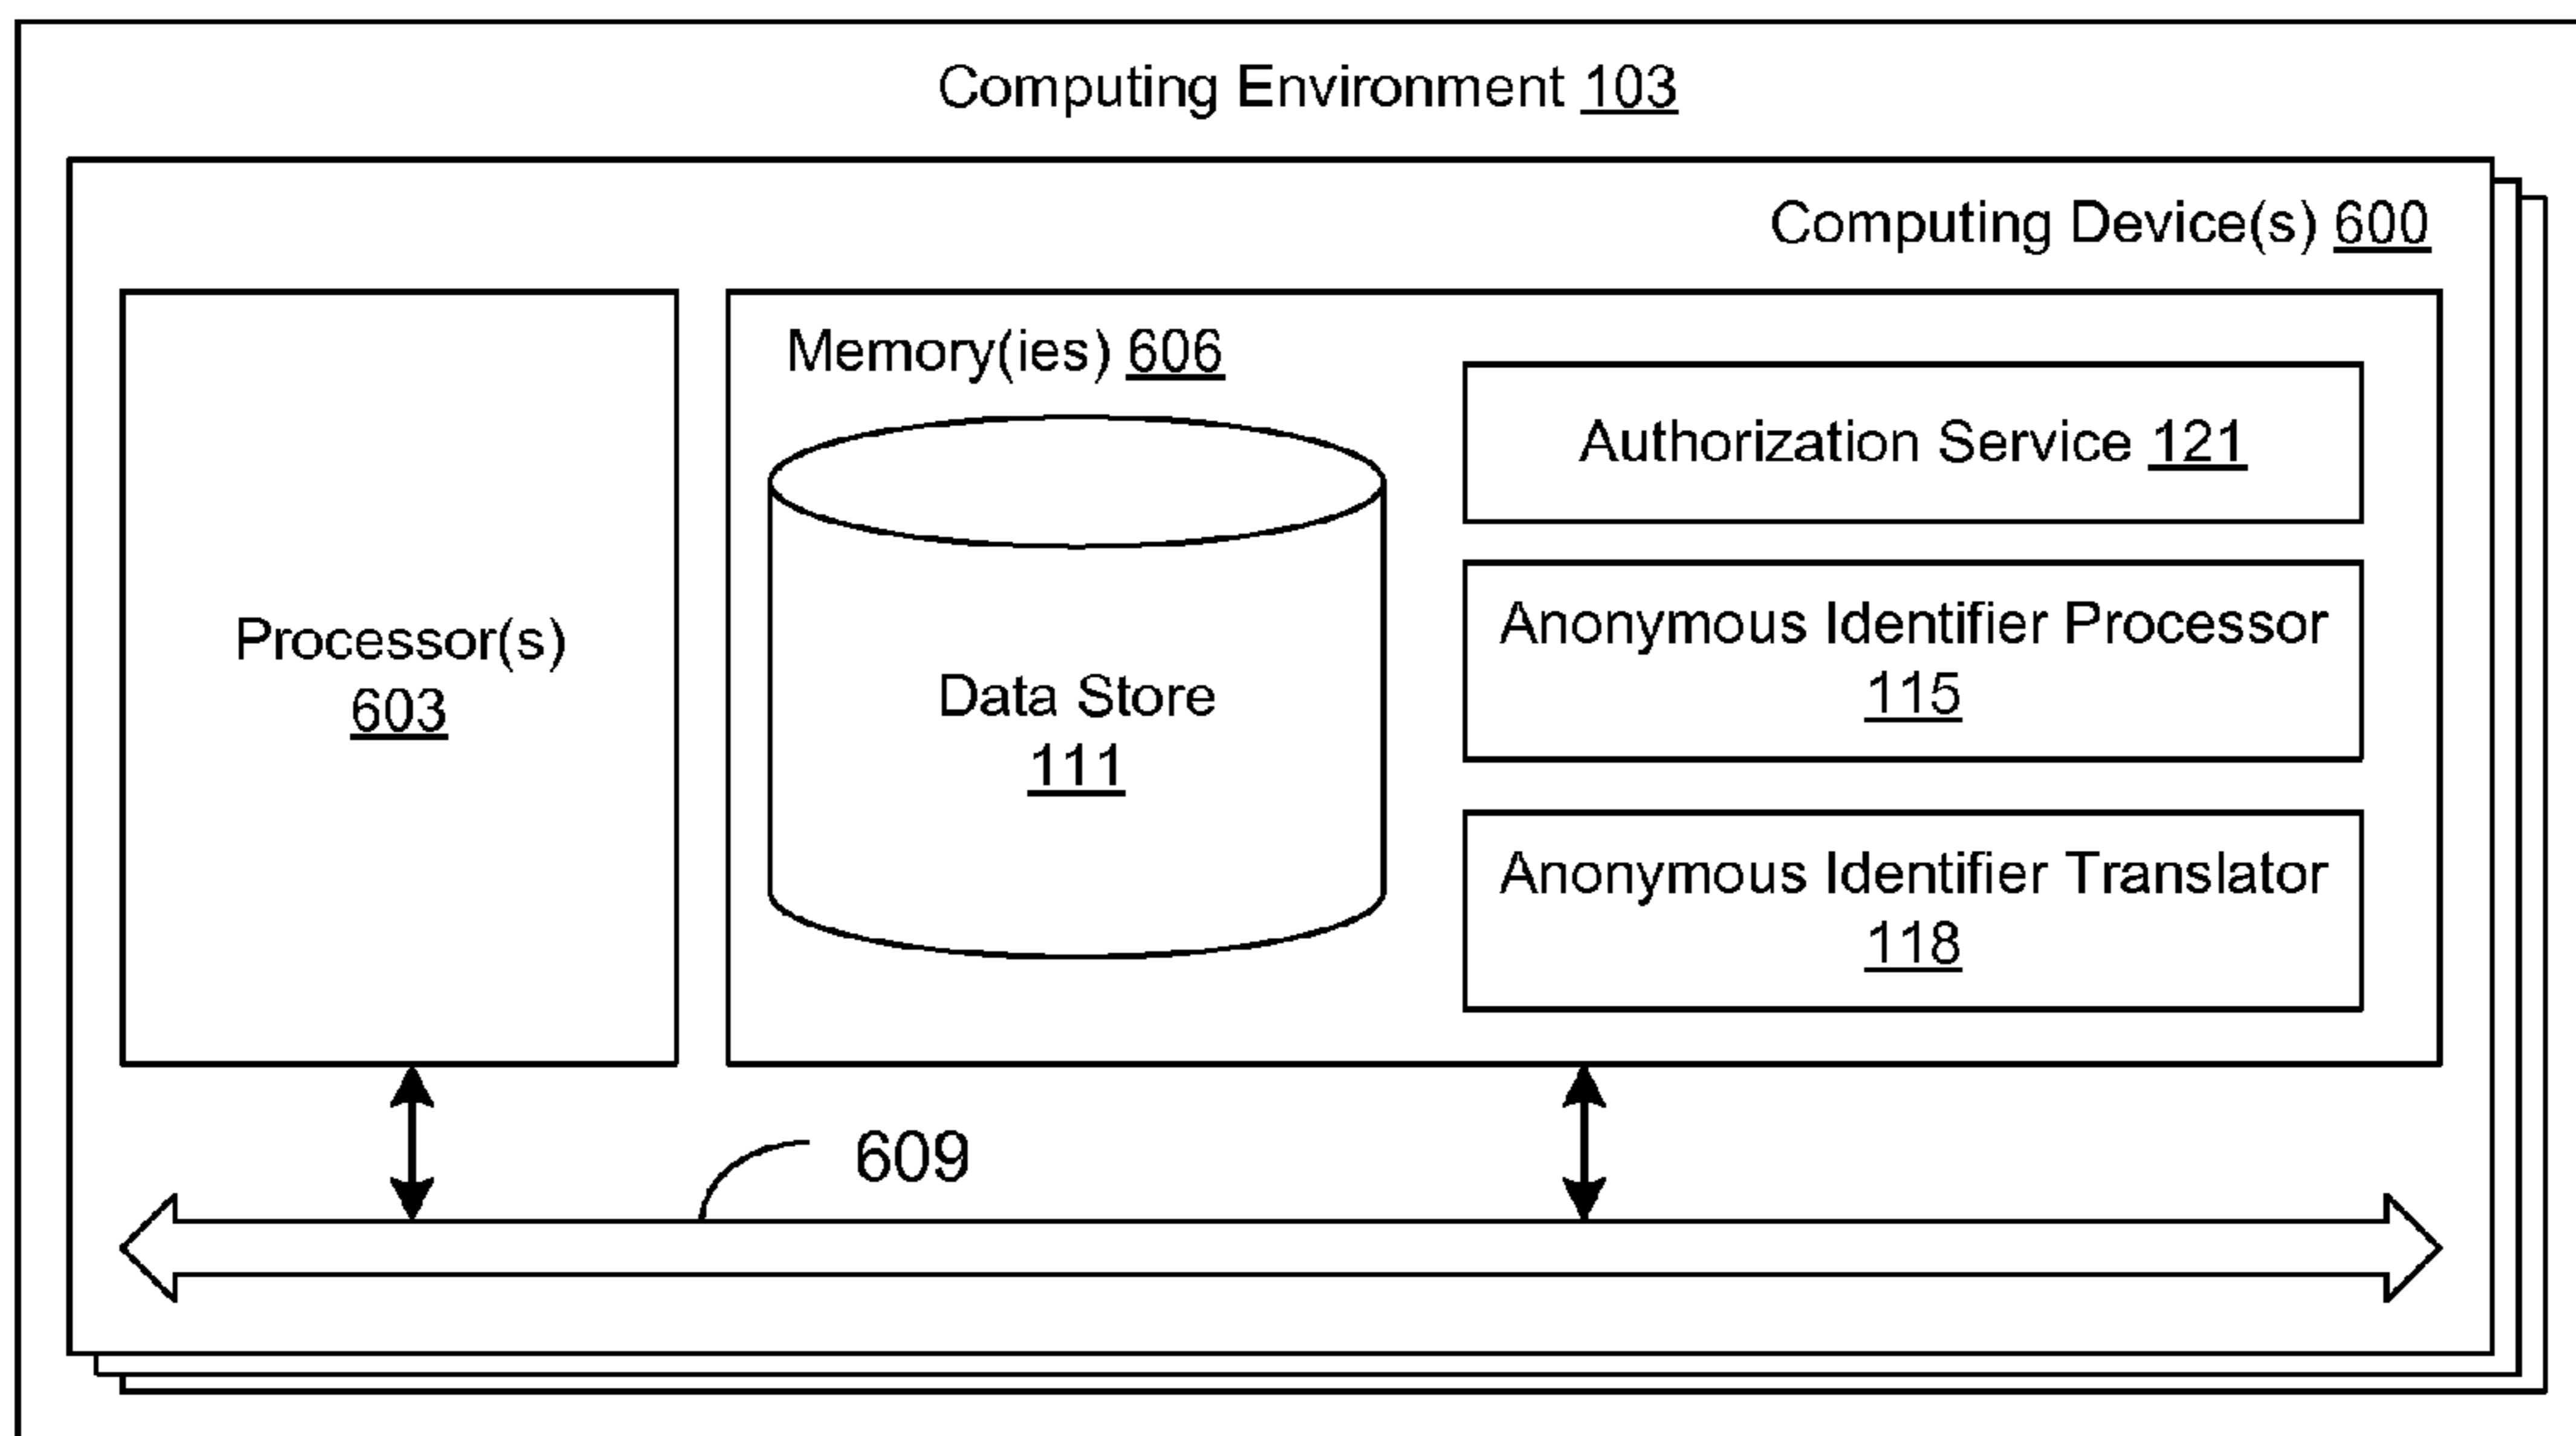 Computing Environment 103
Computing Device(s) 600
Memory(ies) 606
Authorization Service 121
Anonymous Identifier Processor
115
Processor(s)
603
Data Store
111
Anonymous Identifier Translator
118
609